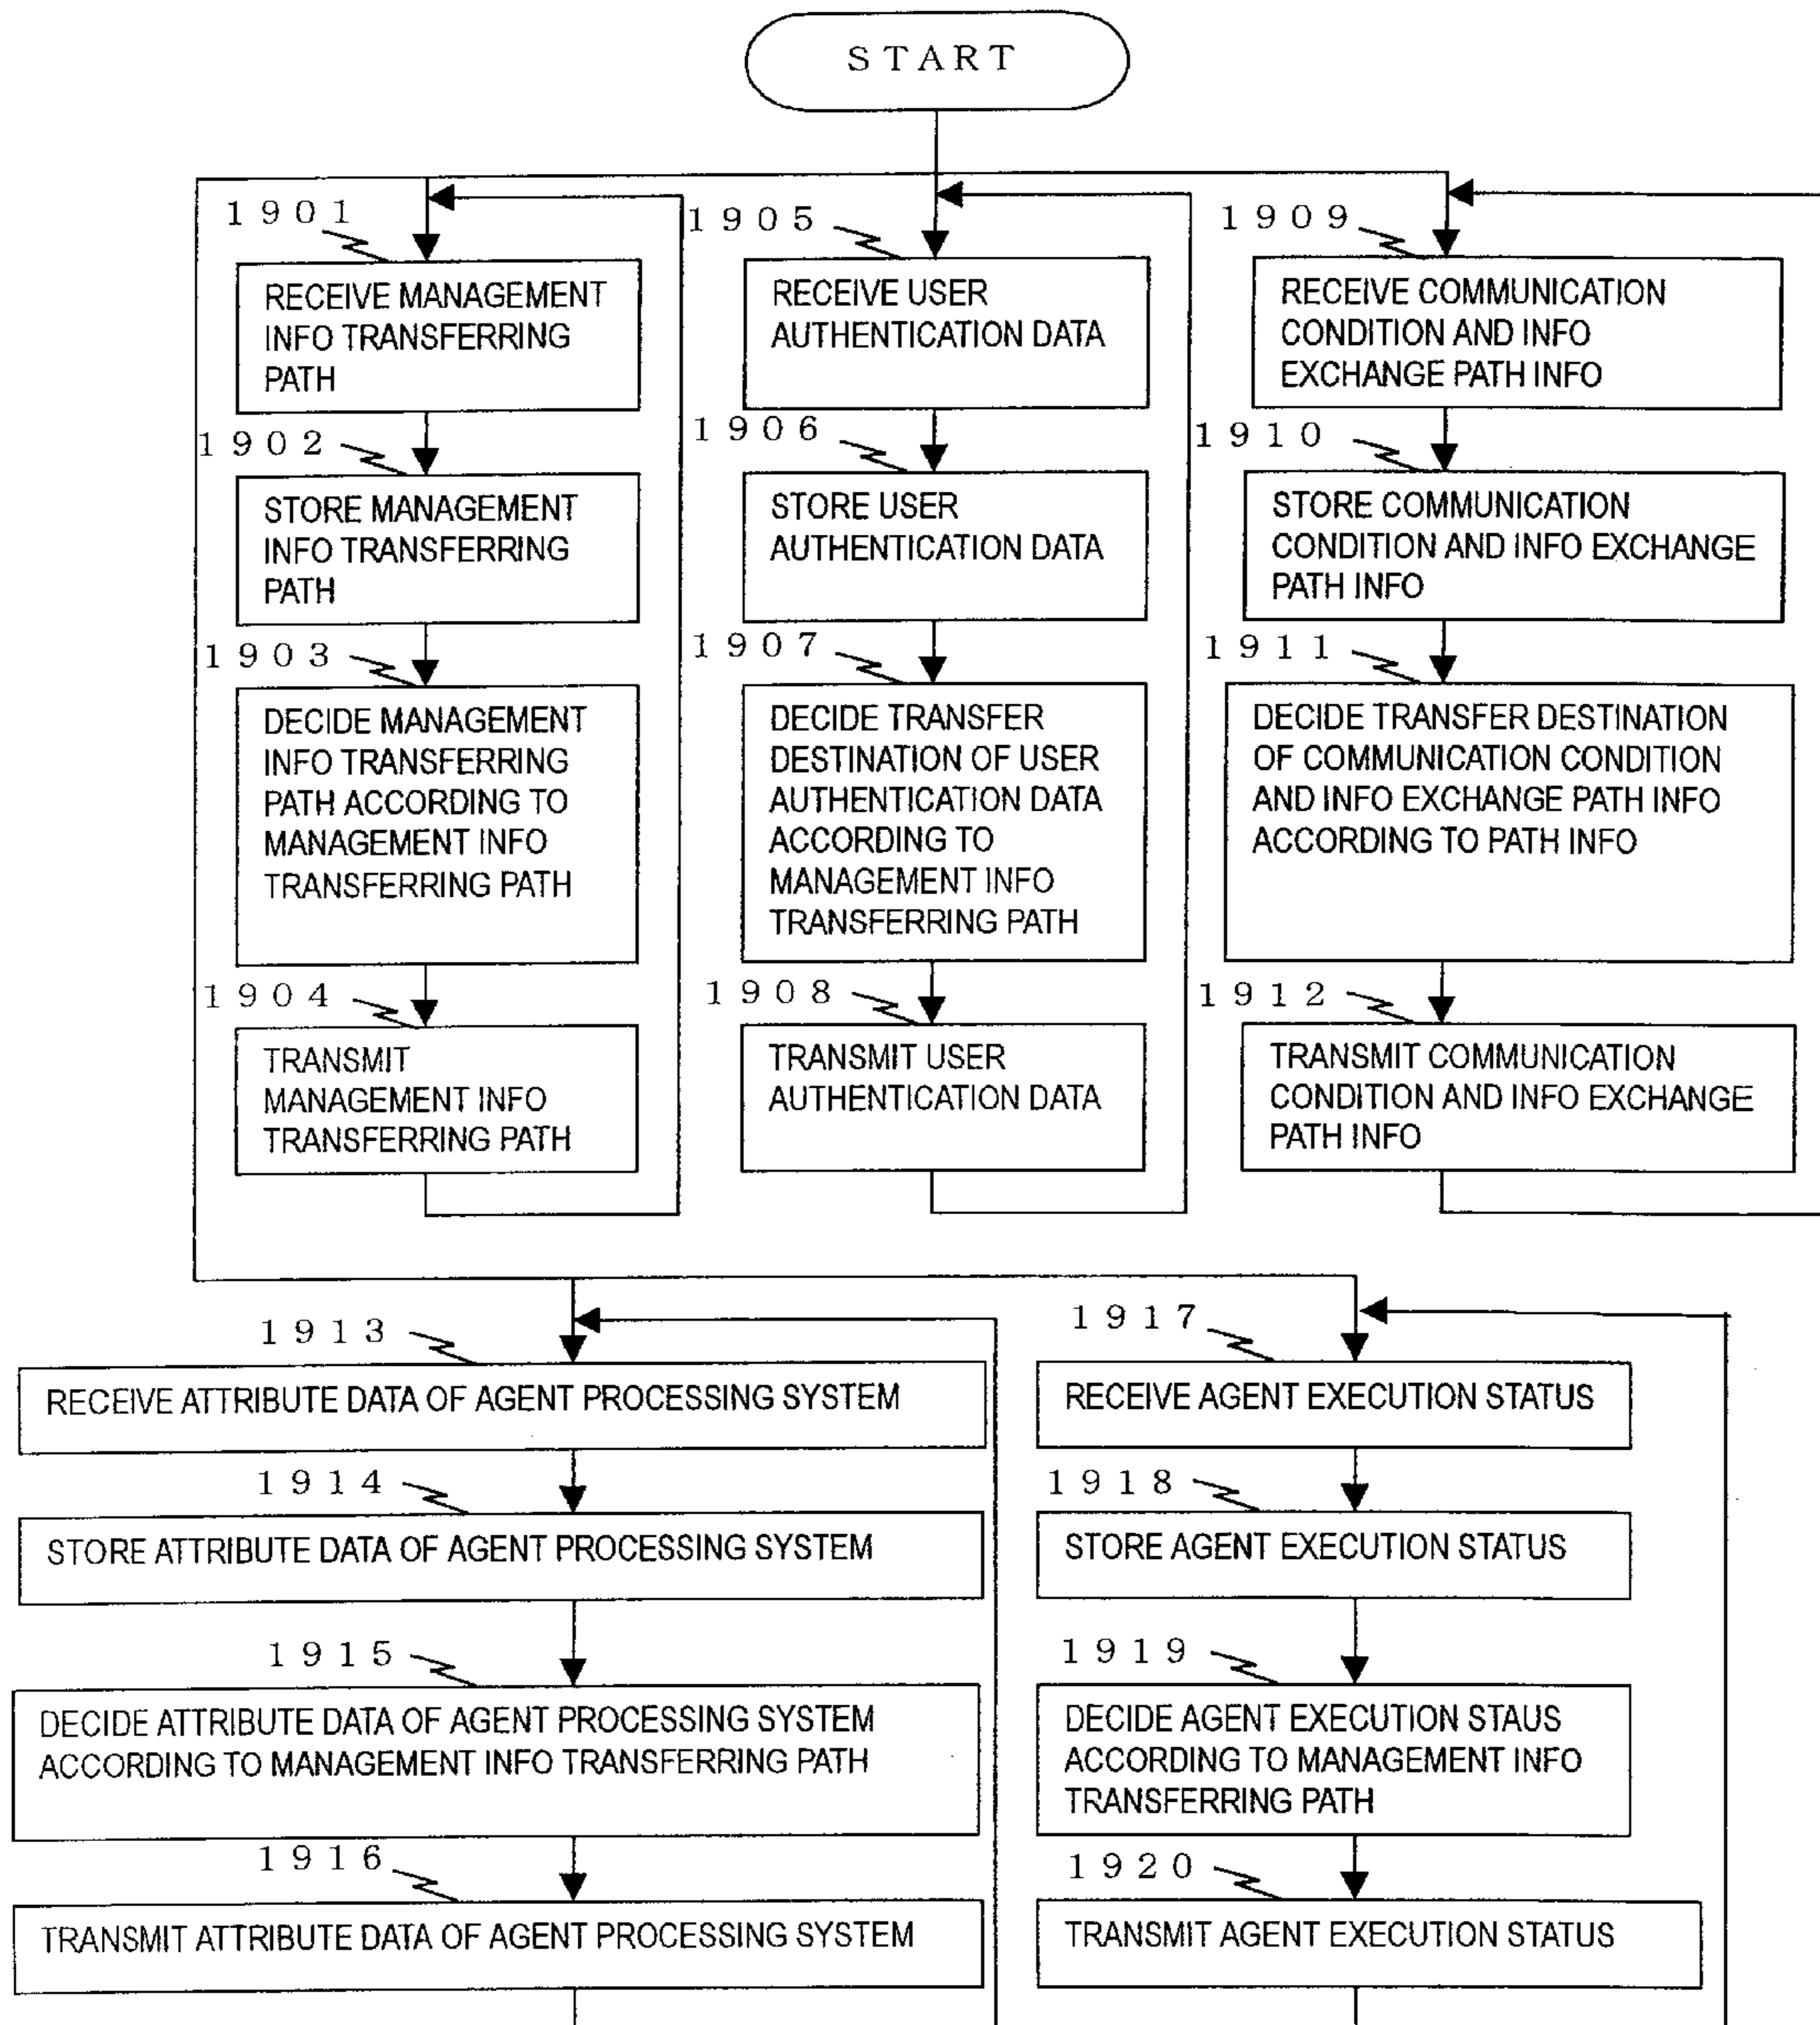 START
1901
RECEIVE MANAGEMENT
INFO TRANSFERRING
PATH
1902
STORE MANAGEMENT
INFO TRANSFERRING
PATH
1903
DECIDE MANAGEMENT
INFO TRANSFERRING
PATH ACCORDING TO
MANAGEMENT INFO
TRANSFERRING PATH
1904
TRANSMIT
MANAGEMENT INFO
TRANSFERRING PATH
1905
RECEIVE USER
AUTHENTICATION DATA
1906
STORE USER
AUTHENTICATION DATA
1907
DECIDE TRANSFER
DESTINATION OF USER
AUTHENTICATION DATA
ACCORDING TO
MANAGEMENT INFO
TRANSFERRING PATH
1908
TRANSMIT USER
AUTHENTICATION DATA
1909
RECEIVE COMMUNICATION
CONDITION AND INFO
EXCHANGE PATH INFO
1910
STORE COMMUNICATION
CONDITION AND INFO EXCHANGE
PATH INFO
1911
DECIDE TRANSFER DESTINATION
OF COMMUNICATION CONDITION
AND INFO EXCHANGE PATH INFO
ACCORDING TO PATH INFO
1912
TRANSMIT COMMUNICATION
CONDITION AND INFO EXCHANGE
PATH INFO
1913
RECEIVE ATTRIBUTE DATA OF AGENT PROCESSING SYSTEM
1914
STORE ATTRIBUTE DATA OF AGENT PROCESSING SYSTEM
1915
DECIDE ATTRIBUTE DATA OF AGENT PROCESSING SYSTEM
ACCORDING TO MANAGEMENT INFO TRANSFERRING PATH
1916
TRANSMIT ATTRIBUTE DATA OF AGENT PROCESSING SYSTEM
1917
RECEIVE AGENT EXECUTION STATUS
1918
STORE AGENT EXECUTION STATUS
1919
DECIDE AGENT EXECUTION STAUS
ACCORDING TO MANAGEMENT INFO
TRANSFERRING PATH
1920
TRANSMIT AGENT EXECUTION STATUS